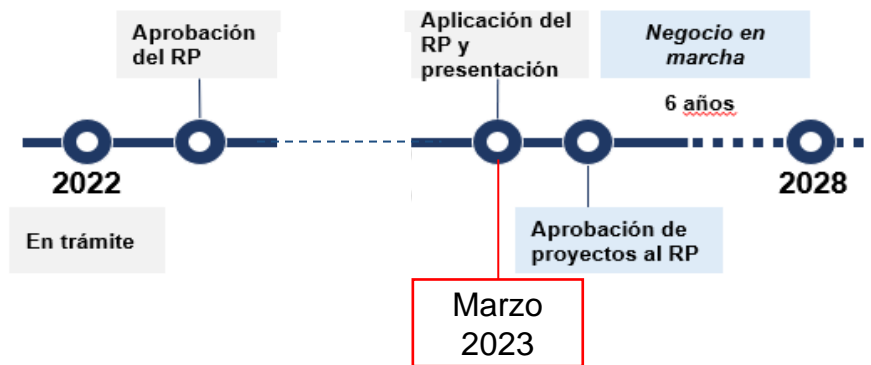 Aprobación
del RP
Aplicación del
RP y
presentación
Negocio en
marcha
6 años
2022
2028
En trámite
Aprobación de
proyectos al RP
Marzo
2023